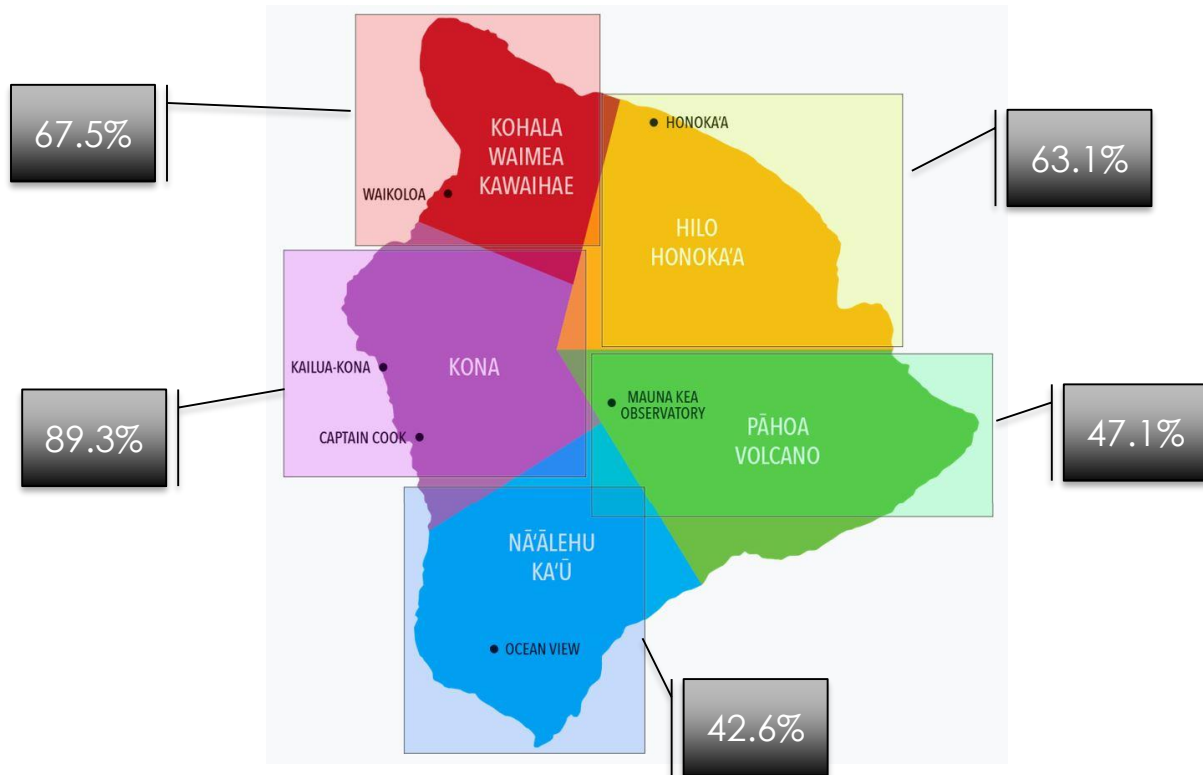 67.5%
KOHALA
WAIMEA
KAWAIHAE
WAIKOLOA
HONOKA‘A
63.1%
HILO
HONOKA‘A
KAILUA-KONA
KONA
CAPTAIN COOK
89.3%
MAUNA KEA
OBSERVATORY
PĀHOA
VOLCANO
47.1%
NĀ‘ĀLEHU
KA‘Ū
OCEAN VIEW
42.6%